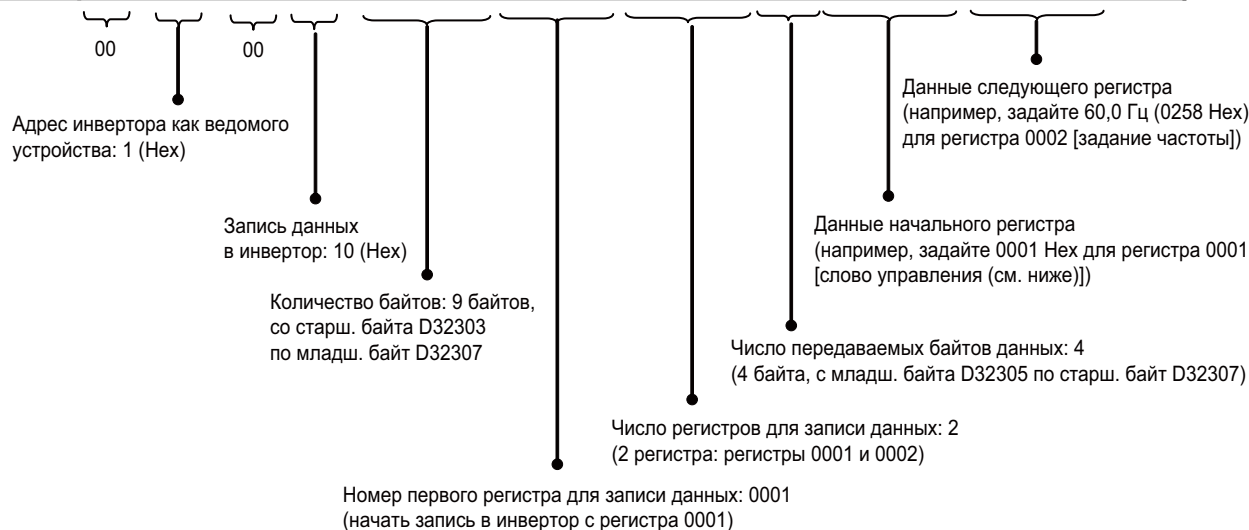 00
00
Адрес инвертора как ведомого
устройства: 1 (Hex)
Запись данных
в инвертор: 10 (Hex)
Количество байтов: 9 байтов,
со старш. байта D32303
по младш. байт D32307
Номер первого регистра для записи данных: 0001
(начать запись в инвертор с регистра 0001)
Число регистров для записи данных: 2
(2 регистра: регистры 0001 и 0002)
Число передаваемых байтов данных: 4
(4 байта, с младш. байта D32305 по старш. байт D32307)
Данные начального регистра
(например, задайте 0001 Hex для регистра 0001
[слово управления (см. ниже)])
Данные следующего регистра
(например, задайте 60,0 Гц (0258 Hex)
для регистра 0002 [задание частоты])